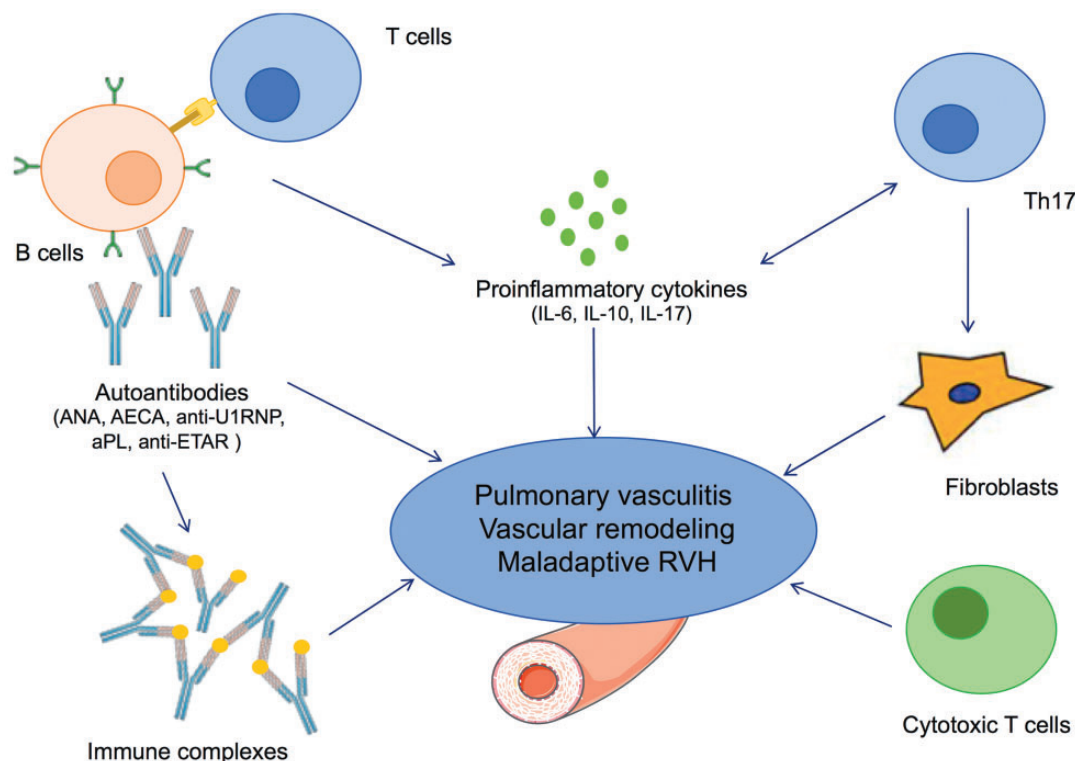 T cells
B cells
Th17
Proinflammatory cytokines
(IL-6, IL-10, IL-17)
Autoantibodies
(ANA, AECA, anti-U1RNP,
aPL, anti-ETAR )
Pulmonary vasculitis
Vascular remodeling
Maladaptive RVH
Fibroblasts
Immune complexes
Cytotoxic T cells